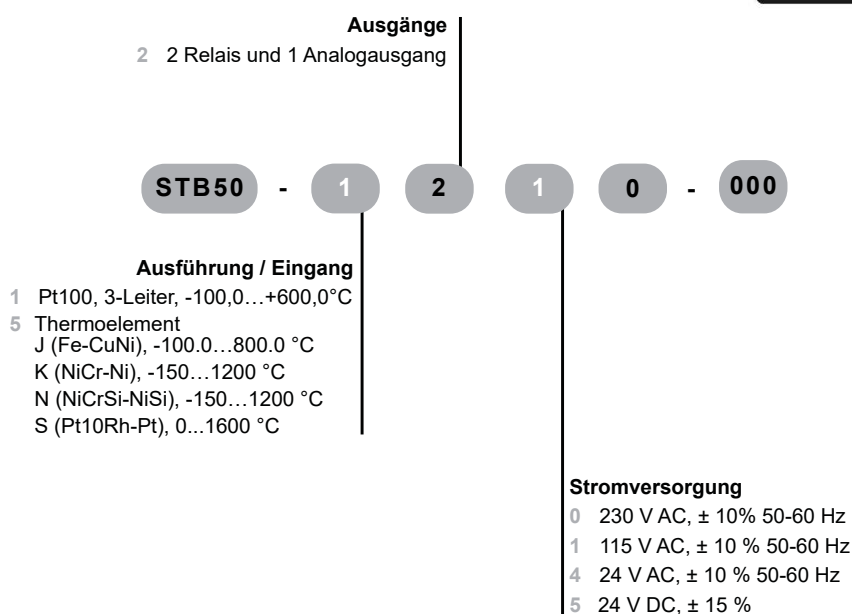 Ausgänge
2 2 Relais und 1 Analogausgang
STB50 - 1 2 1 0 - 000
Ausführung / Eingang
1 Pt100, 3-Leiter, -100,0…+600,0°C
5 Thermoelement
J (Fe-CuNi), -100.0…800.0 °C
K (NiCr-Ni), -150…1200 °C
N (NiCrSi-NiSi), -150…1200 °C
S (Pt10Rh-Pt), 0...1600 °C
Stromversorgung
0 230 V AC, ± 10% 50-60 Hz
1 115 V AC, ± 10 % 50-60 Hz
4 24 V AC, ± 10 % 50-60 Hz
5 24 V DC, ± 15 %